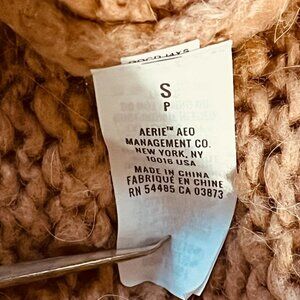 S
P
AERIE™ AEO
MANAGEMENT CO.
NEW YORK, NY
10016 USA
MADE IN CHINA
FABRIQUÉ EN CHINE
RN 54485 CA 03873